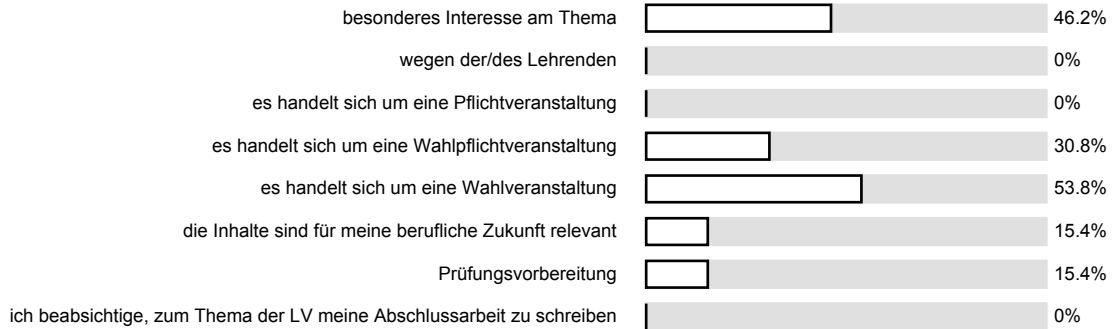 besonderes Interesse am Thema 46.2%
wegen der/des Lehrenden 0%
es handelt sich um eine Pflichtveranstaltung 0%
es handelt sich um eine Wahlpflichtveranstaltung 30.8%
es handelt sich um eine Wahlveranstaltung 53.8%
die Inhalte sind für meine berufliche Zukunft relevant 15.4%
Prüfungsvorbereitung 15.4%
ich beabsichtige, zum Thema der LV meine Abschlussarbeit zu schreiben 0%